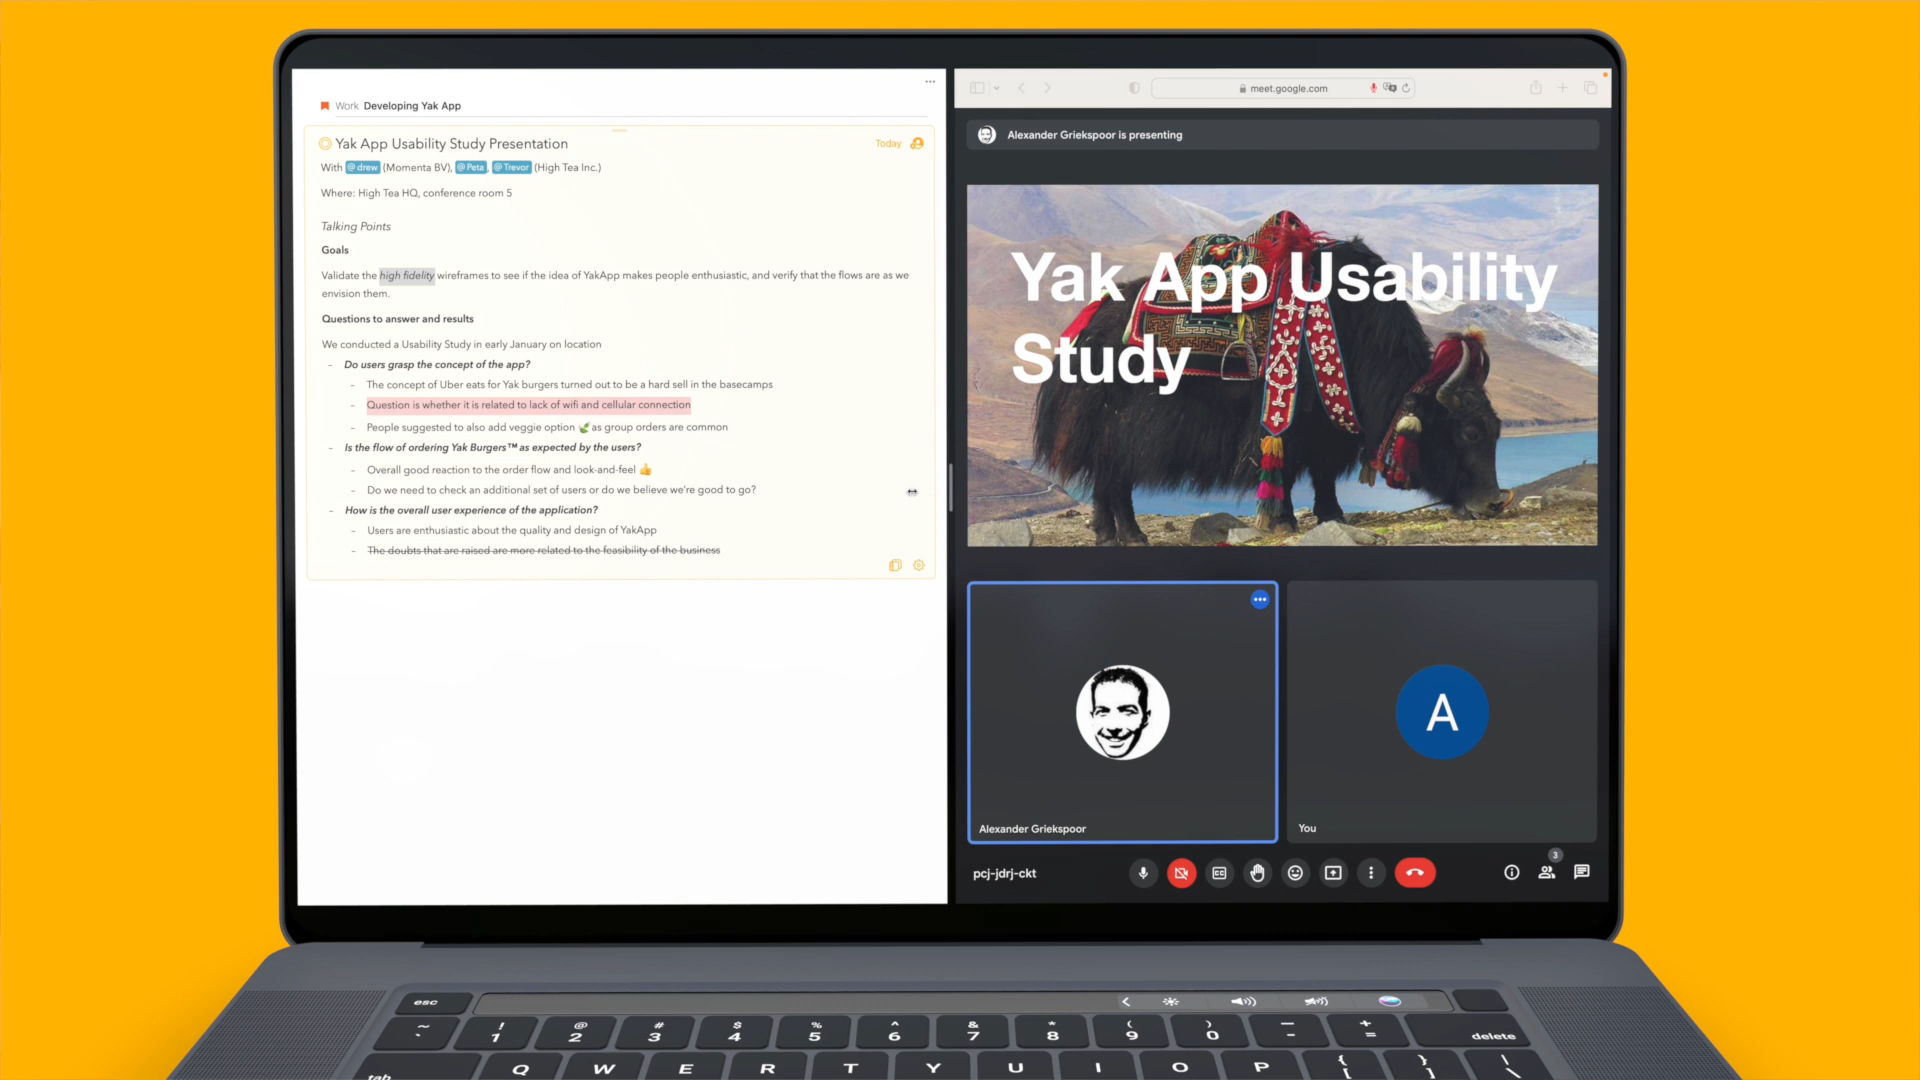 Work Developing Yak App
Yak App Usability Study Presentation
Today
With @drew (Momenta BV), @Peta, @Trevor (High Tea Inc.)
Where: High Tea HQ, conference room 5
Talking Points
Goals
Validate the high fidelity wireframes to see if the idea of YakApp makes people enthusiastic, and verify that the flows are as we
envision them.
Questions to answer and results
We conducted a Usability Study in early January on location
- Do users grasp the concept of the app?
- The concept of Uber eats for Yak burgers turned out to be a hard sell in the basecamps
- Question is whether it is related to lack of wifi and cellular connection
- People suggested to also add veggie option 🌿 as group orders are common
- Is the flow of ordering Yak Burgers™ as expected by the users?
- Overall good reaction to the order flow and look-and-feel 👍
- Do we need to check an additional set of users or do we believe we're good to go?
- How is the overall user experience of the application?
- Users are enthusiastic about the quality and design of YakApp
- The doubts that are raised are more related to the feasibility of the business
meet.google.com
Alexander Griekspoor is presenting
Yak App Usability
Study
A
Alexander Griekspoor
You
pcj-jdrj-ckt
CC
3
esc
~ ! @ # $ % ^ & * ( ) _ +
` 1 2 3 4 5 6 7 8 9 0 - = delete
tab Q W E R T Y U I O P { } |
[ ] \